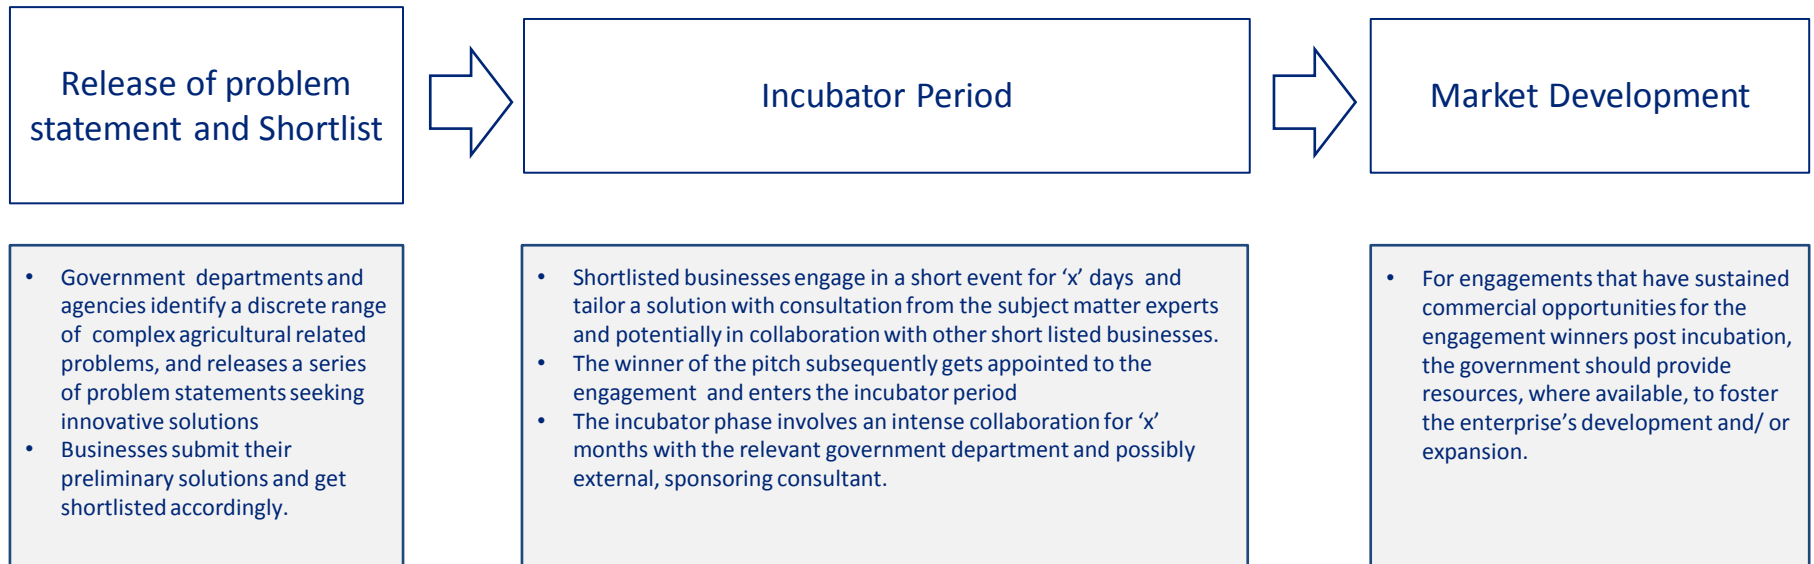 Release of problem
statement and Shortlist
Incubator Period
Market Development
• Government departments and
agencies identify a discrete range
of complex agricultural related
problems, and releases a series
of problem statements seeking
innovative solutions
• Businesses submit their
preliminary solutions and get
shortlisted accordingly.
• Shortlisted businesses engage in a short event for ‘x’ days and
tailor a solution with consultation from the subject matter experts
and potentially in collaboration with other short listed businesses.
• The winner of the pitch subsequently gets appointed to the
engagement and enters the incubator period
• The incubator phase involves an intense collaboration for ‘x’
months with the relevant government department and possibly
external, sponsoring consultant.
• For engagements that have sustained
commercial opportunities for the
engagement winners post incubation,
the government should provide
resources, where available, to foster
the enterprise’s development and/ or
expansion.